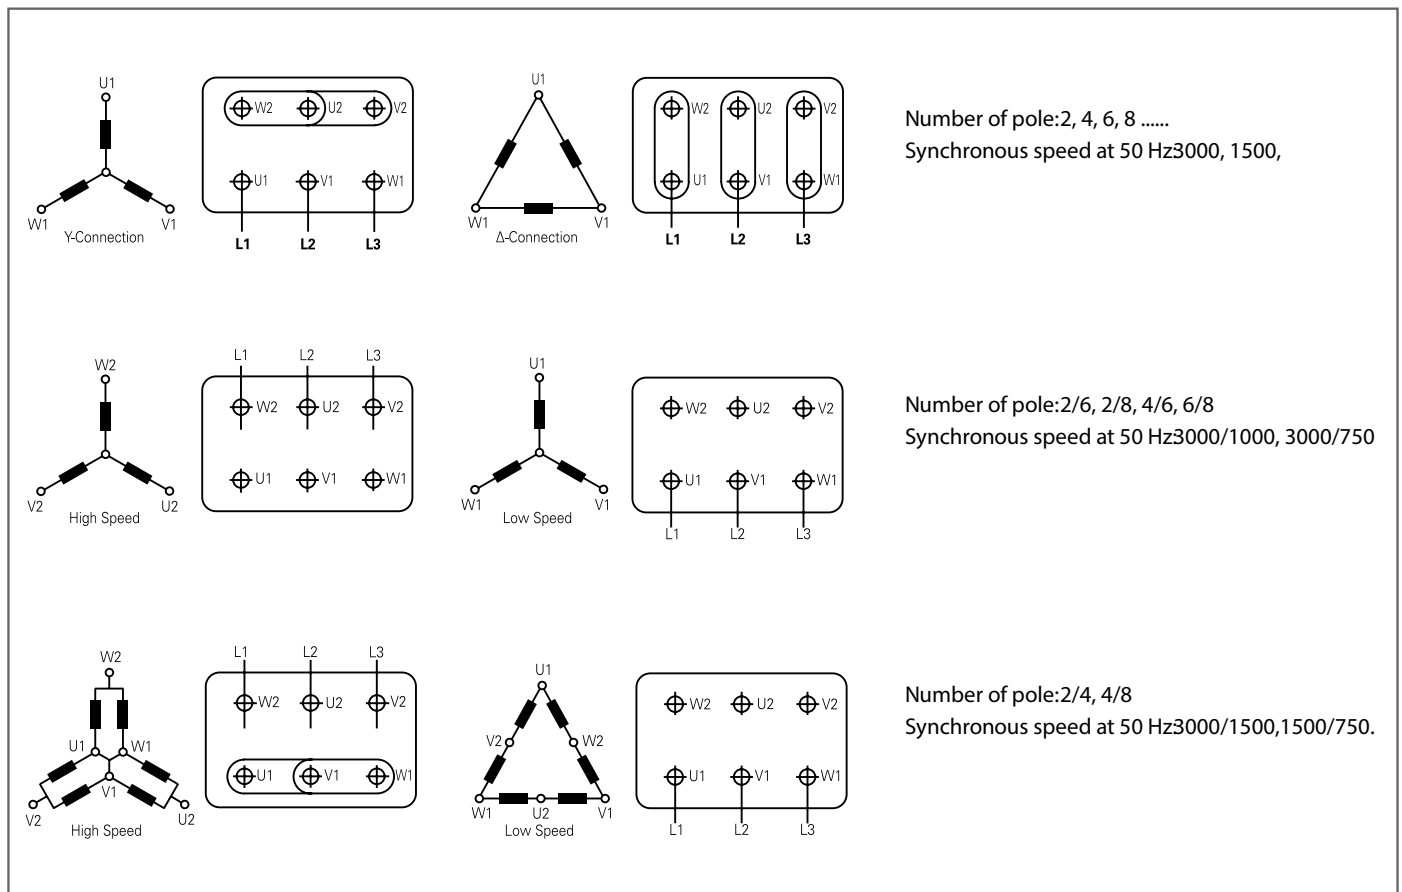 U1
W1
V1
Y-Connection
W2 U2 V2
U1 V1 W1
L1 L2 L3
U1
W1
V1
Δ-Connection
W2 U2 V2
U1 V1 W1
L1 L2 L3
Number of pole:2, 4, 6, 8 ......
Synchronous speed at 50 Hz3000, 1500,
W2
V2
U2
High Speed
L1 L2 L3
W2 U2 V2
U1 V1 W1
U1
W1
V1
Low Speed
W2 U2 V2
U1 V1 W1
L1 L2 L3
Number of pole:2/6, 2/8, 4/6, 6/8
Synchronous speed at 50 Hz3000/1000, 3000/750
W2
U1 W1
V1
V2 U2
High Speed
L1 L2 L3
W2 U2 V2
U1 V1 W1
U1
V2 W2
W1 U2 V1
Low Speed
W2 U2 V2
U1 V1 W1
L1 L2 L3
Number of pole:2/4, 4/8
Synchronous speed at 50 Hz3000/1500,1500/750.